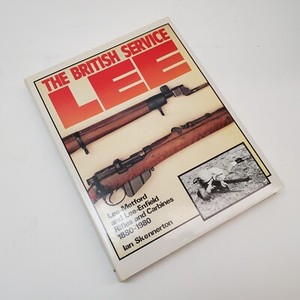 THE BRITISH SERVICE
LEE
Lee-Metford
and Lee-Enfield
Rifles and Carbines
1880-1980
Ian Skennerton